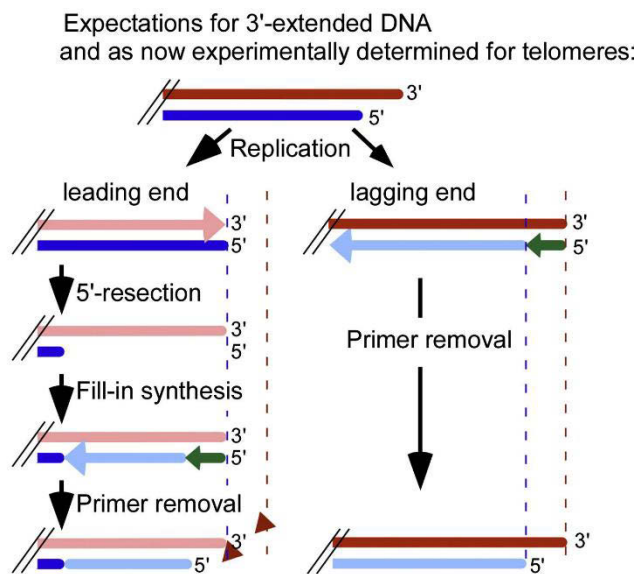 Expectations for 3'-extended DNA
and as now experimentally determined for telomeres:
3'
5'
Replication
leading end
lagging end
3'
5'
3'
5'
5'-resection
3'
5'
Primer removal
Fill-in synthesis
3'
5'
Primer removal
3'
5'
3'
5'